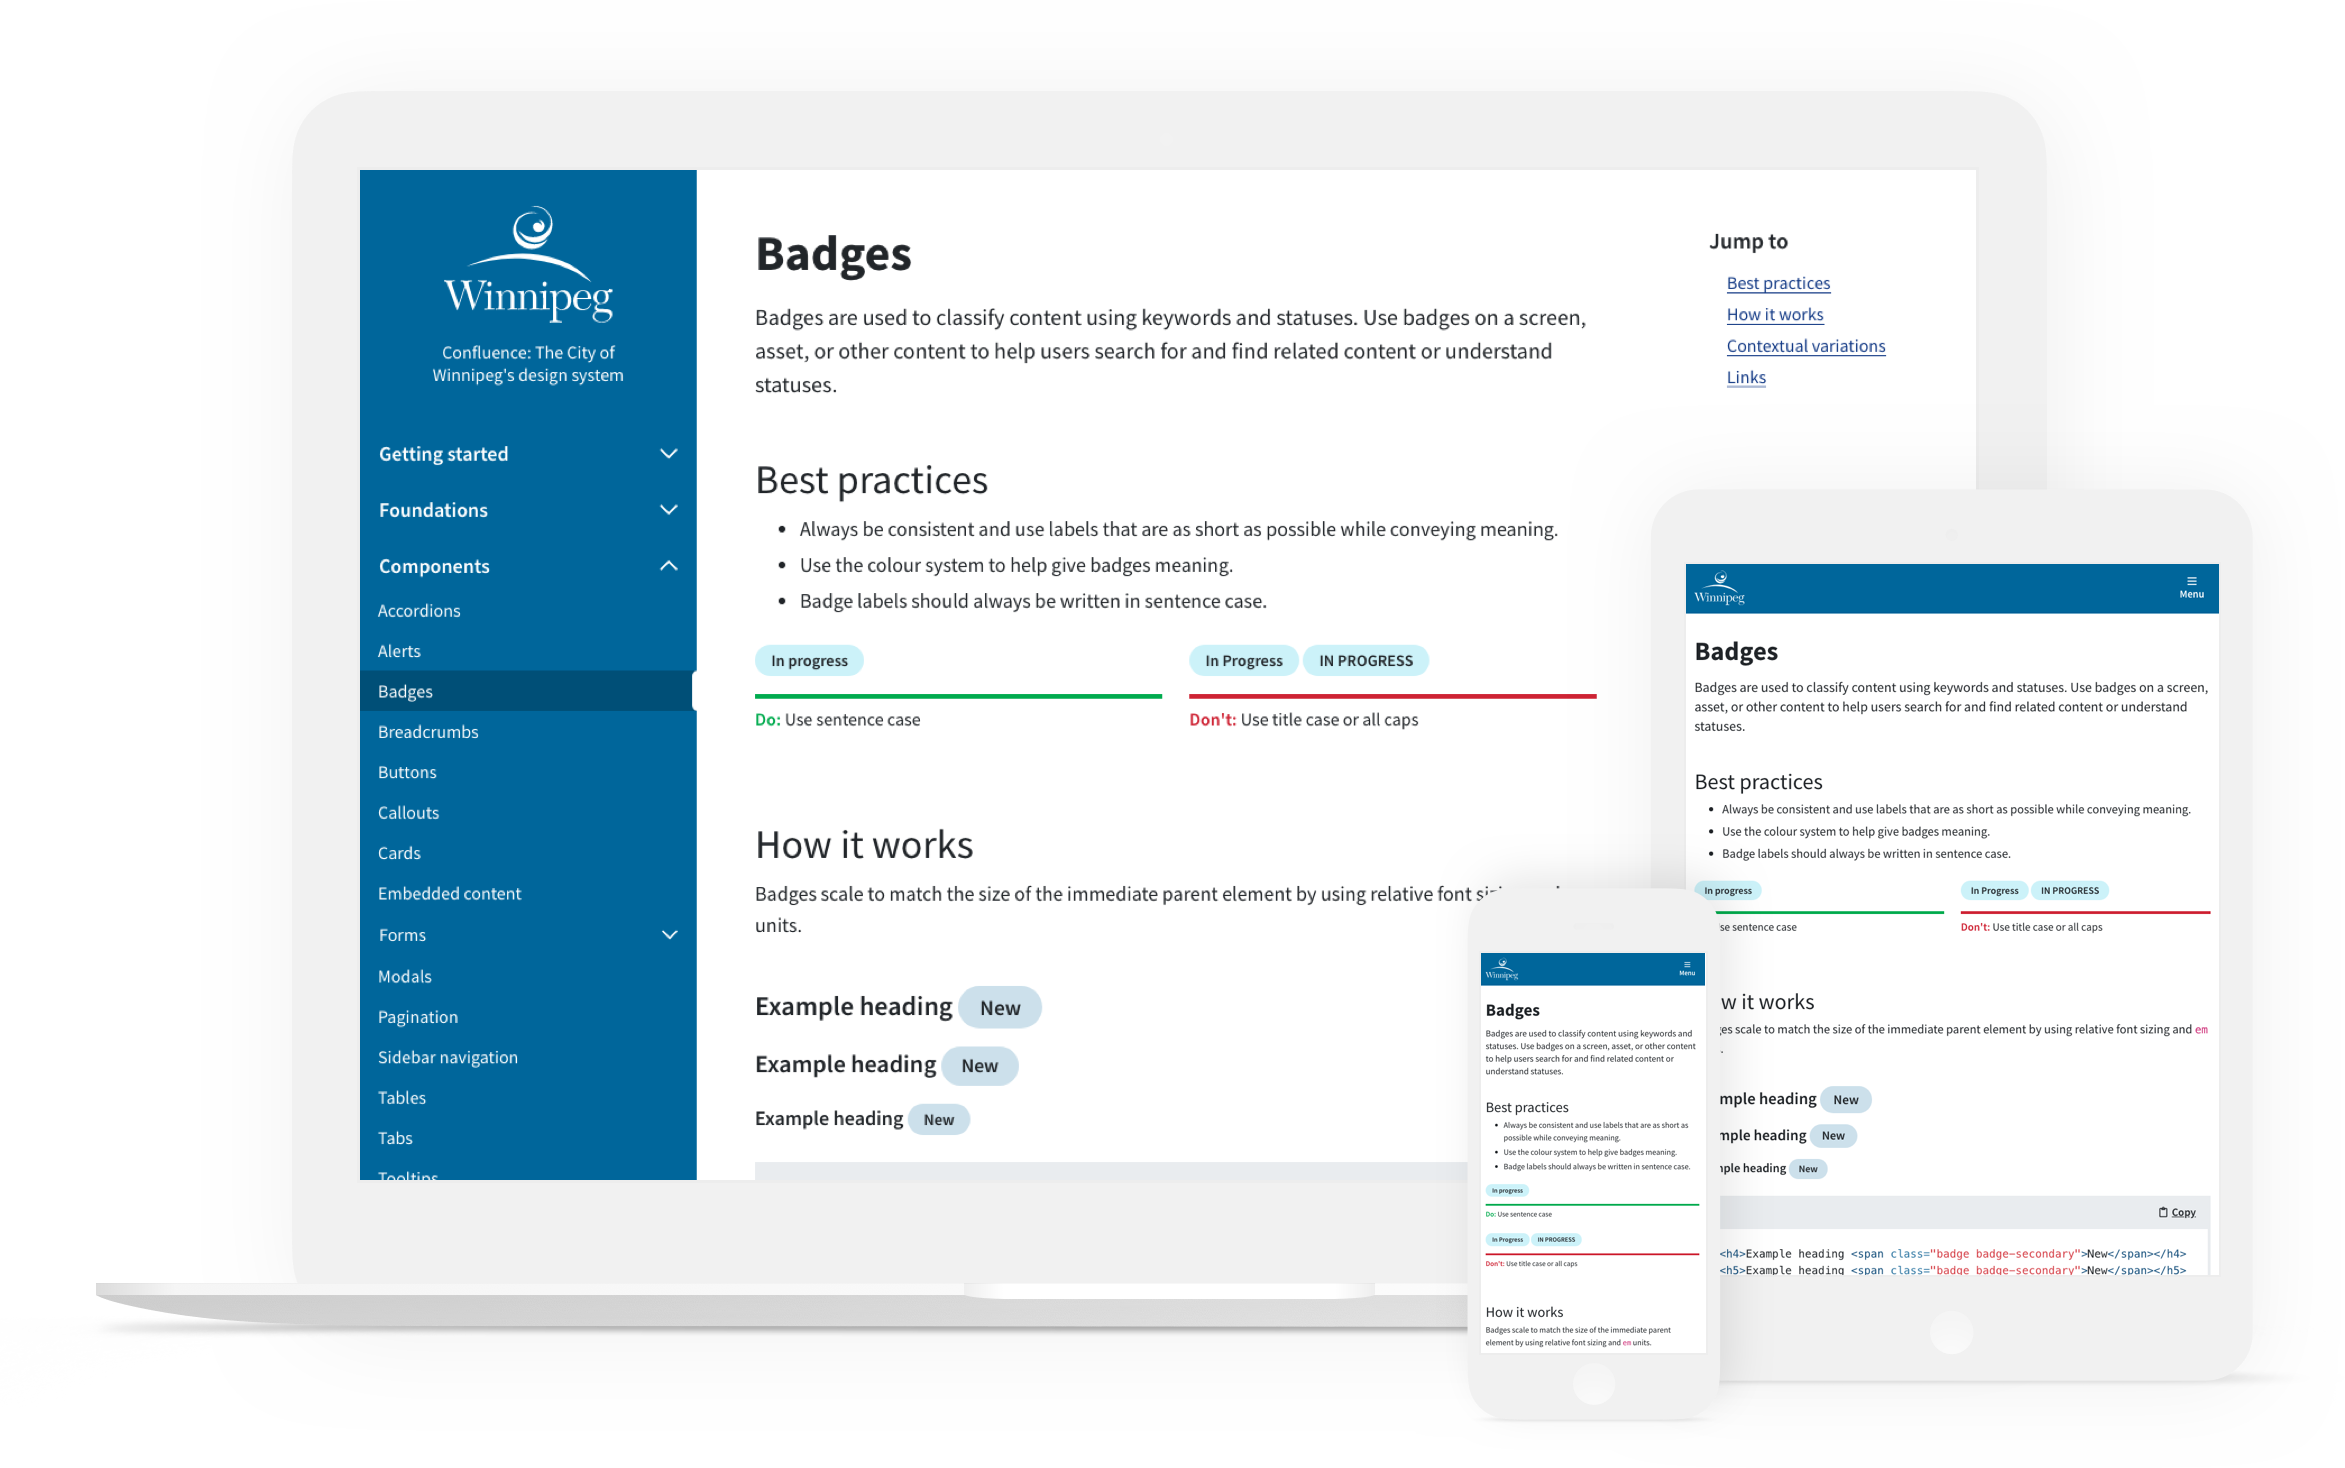 Winnipeg
Confluence: The City of
Winnipeg's design system
Getting started
Foundations
Components
Accordions
Alerts
Badges
Breadcrumbs
Buttons
Callouts
Cards
Embedded content
Forms
Modals
Pagination
Sidebar navigation
Tables
Tabs
Tooltips
Badges
Badges are used to classify content using keywords and statuses. Use badges on a screen,
asset, or other content to help users search for and find related content or understand
statuses.
Best practices
• Always be consistent and use labels that are as short as possible while conveying meaning.
• Use the colour system to help give badges meaning.
• Badge labels should always be written in sentence case.
In progress
Do: Use sentence case
In Progress IN PROGRESS
Don't: Use title case or all caps
How it works
Badges scale to match the size of the immediate parent element by using relative font
units.
Example heading New
Example heading New
Example heading New
Jump to
Best practices
How it works
Contextual variations
Links
Winnipeg
Menu
Badges
Badges are used to classify content using keywords and statuses. Use badges on a screen,
asset, or other content to help users search for and find related content or understand
statuses.
Best practices
• Always be consistent and use labels that are as short as possible while conveying meaning.
• Use the colour system to help give badges meaning.
• Badge labels should always be written in sentence case.
In progress
se sentence case
In Progress IN PROGRESS
Don't: Use title case or all caps
w it works
es scale to match the size of the immediate parent element by using relative font sizing and em
mple heading New
mple heading New
mple heading New
Copy
<h4>Example heading <span class="badge badge-secondary">New</span></h4>
<h5>Example heading <span class="badge badge-secondary">New</span></h5>
Winnipeg
Menu
Badges
Badges are used to classify content using keywords and
statuses. Use badges on a screen, asset, or other content
to help users search for and find related content or
understand statuses.
Best practices
• Always be consistent and use labels that are as short as
possible while conveying meaning.
• Use the colour system to help give badges meaning.
• Badge labels should always be written in sentence case.
In progress
Do: Use sentence case
In Progress IN PROGRESS
Don't: Use title case or all caps
How it works
Badges scale to match the size of the immediate parent
element by using relative font sizing and em units.